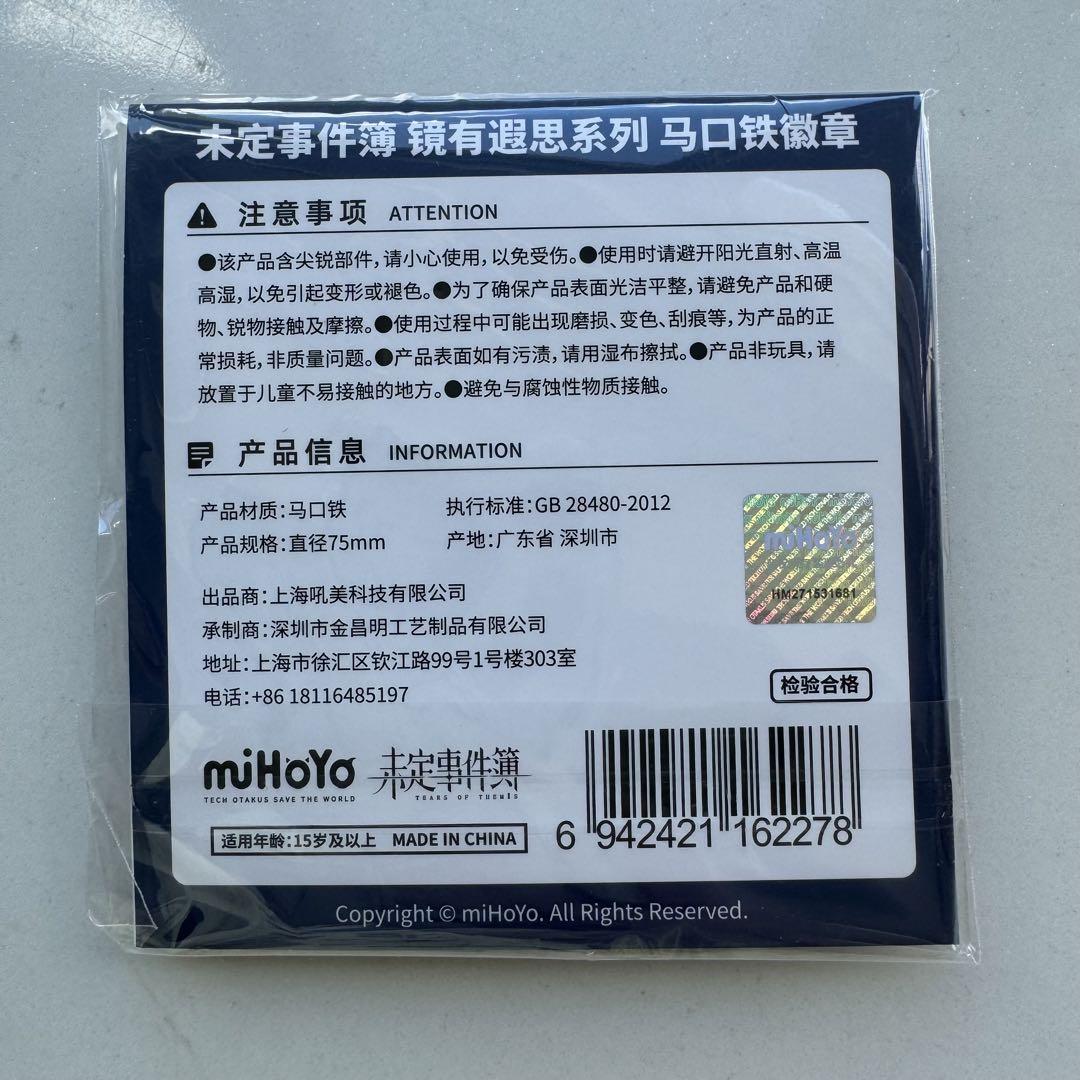 未定事件簿 镜有遐思系列 马口铁徽章
注意事项 ATTENTION
●该产品含尖锐部件，请小心使用，以免受伤。●使用时请避开阳光直射、高温
高湿，以免引起变形或褪色。●为了确保产品表面光洁平整，请避免产品和硬
物、锐物接触及摩擦。●使用过程中可能出现磨损、变色、刮痕等，为产品的正
常损耗，非质量问题。●产品表面如有污渍，请用湿布擦拭。●产品非玩具，请
放置于儿童不易接触的地方。●避免与腐蚀性物质接触。
产品信息 INFORMATION
产品材质：马口铁 执行标准：GB 28480-2012
产品规格：直径75mm 产地：广东省 深圳市
miHoYo
HM271531681
出品商：上海吼美科技有限公司
承制商：深圳市金昌明工艺制品有限公司
地址：上海市徐汇区钦江路99号1号楼303室
电话：+86 18116485197
检验合格
miHoYo 未定事件簿
TECH OTAKUS SAVE THE WORLD TEARS OF THEMIS
适用年龄：15岁及以上 MADE IN CHINA
6 942421 162278
Copyright © miHoYo. All Rights Reserved.